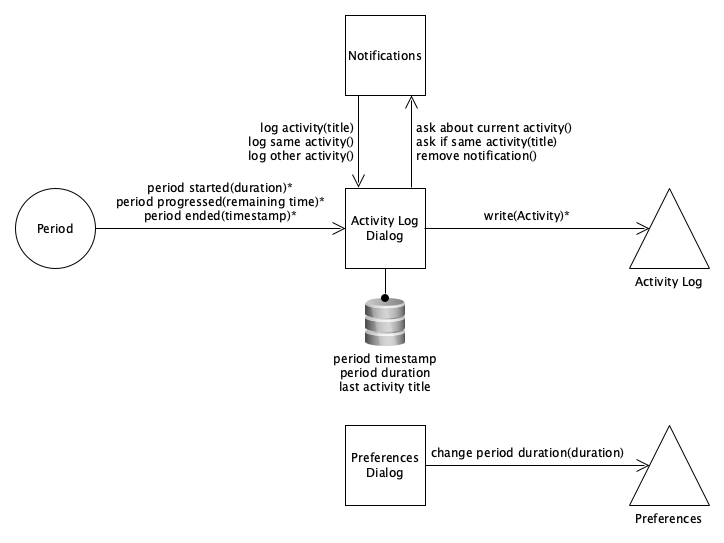 Notifications
log activity(title)
log same activity()
log other activity()
ask about current activity()
ask if same activity(title)
remove notification()
period started(duration)*
period progressed(remaining time)*
period ended(timestamp)*
Period
Activity Log
Dialog
write(Activity)*
Activity Log
period timestamp
period duration
last activity title
Preferences
Dialog
change period duration(duration)
Preferences